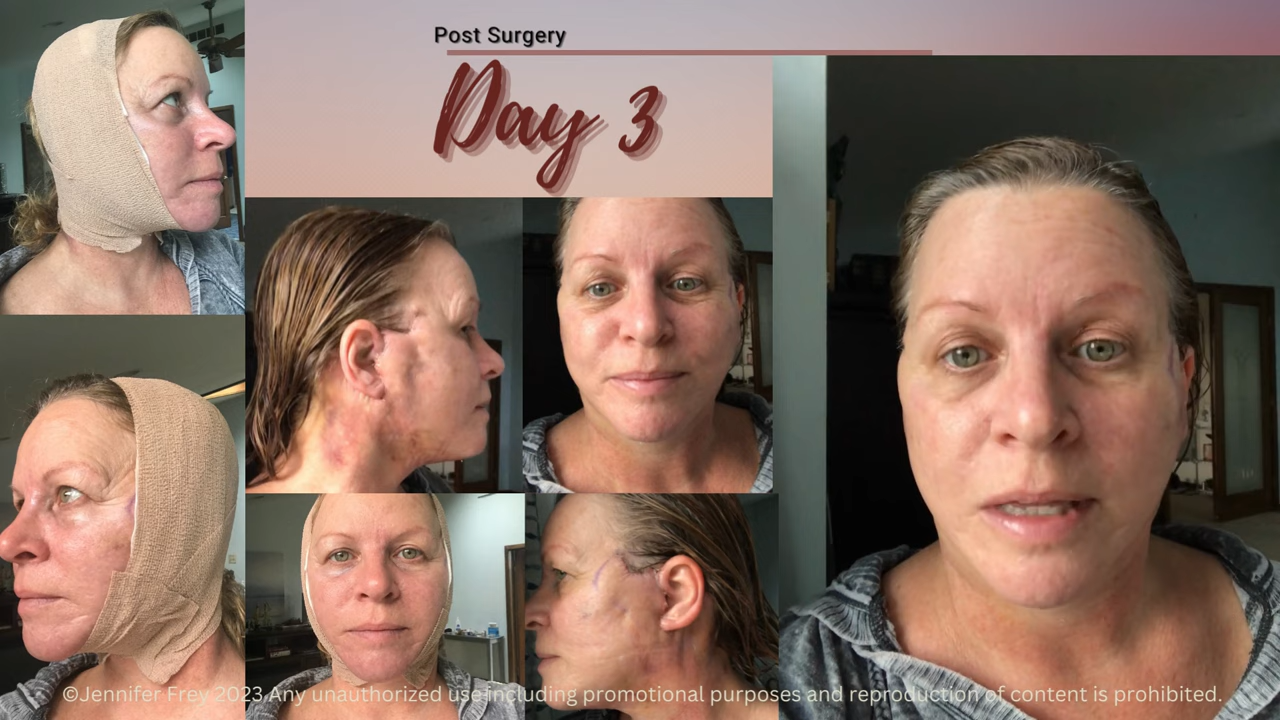 Post Surgery
Day 3
©Jennifer Frey 2023 Any unauthorized use including promotional purposes and reproduction of content is prohibited.